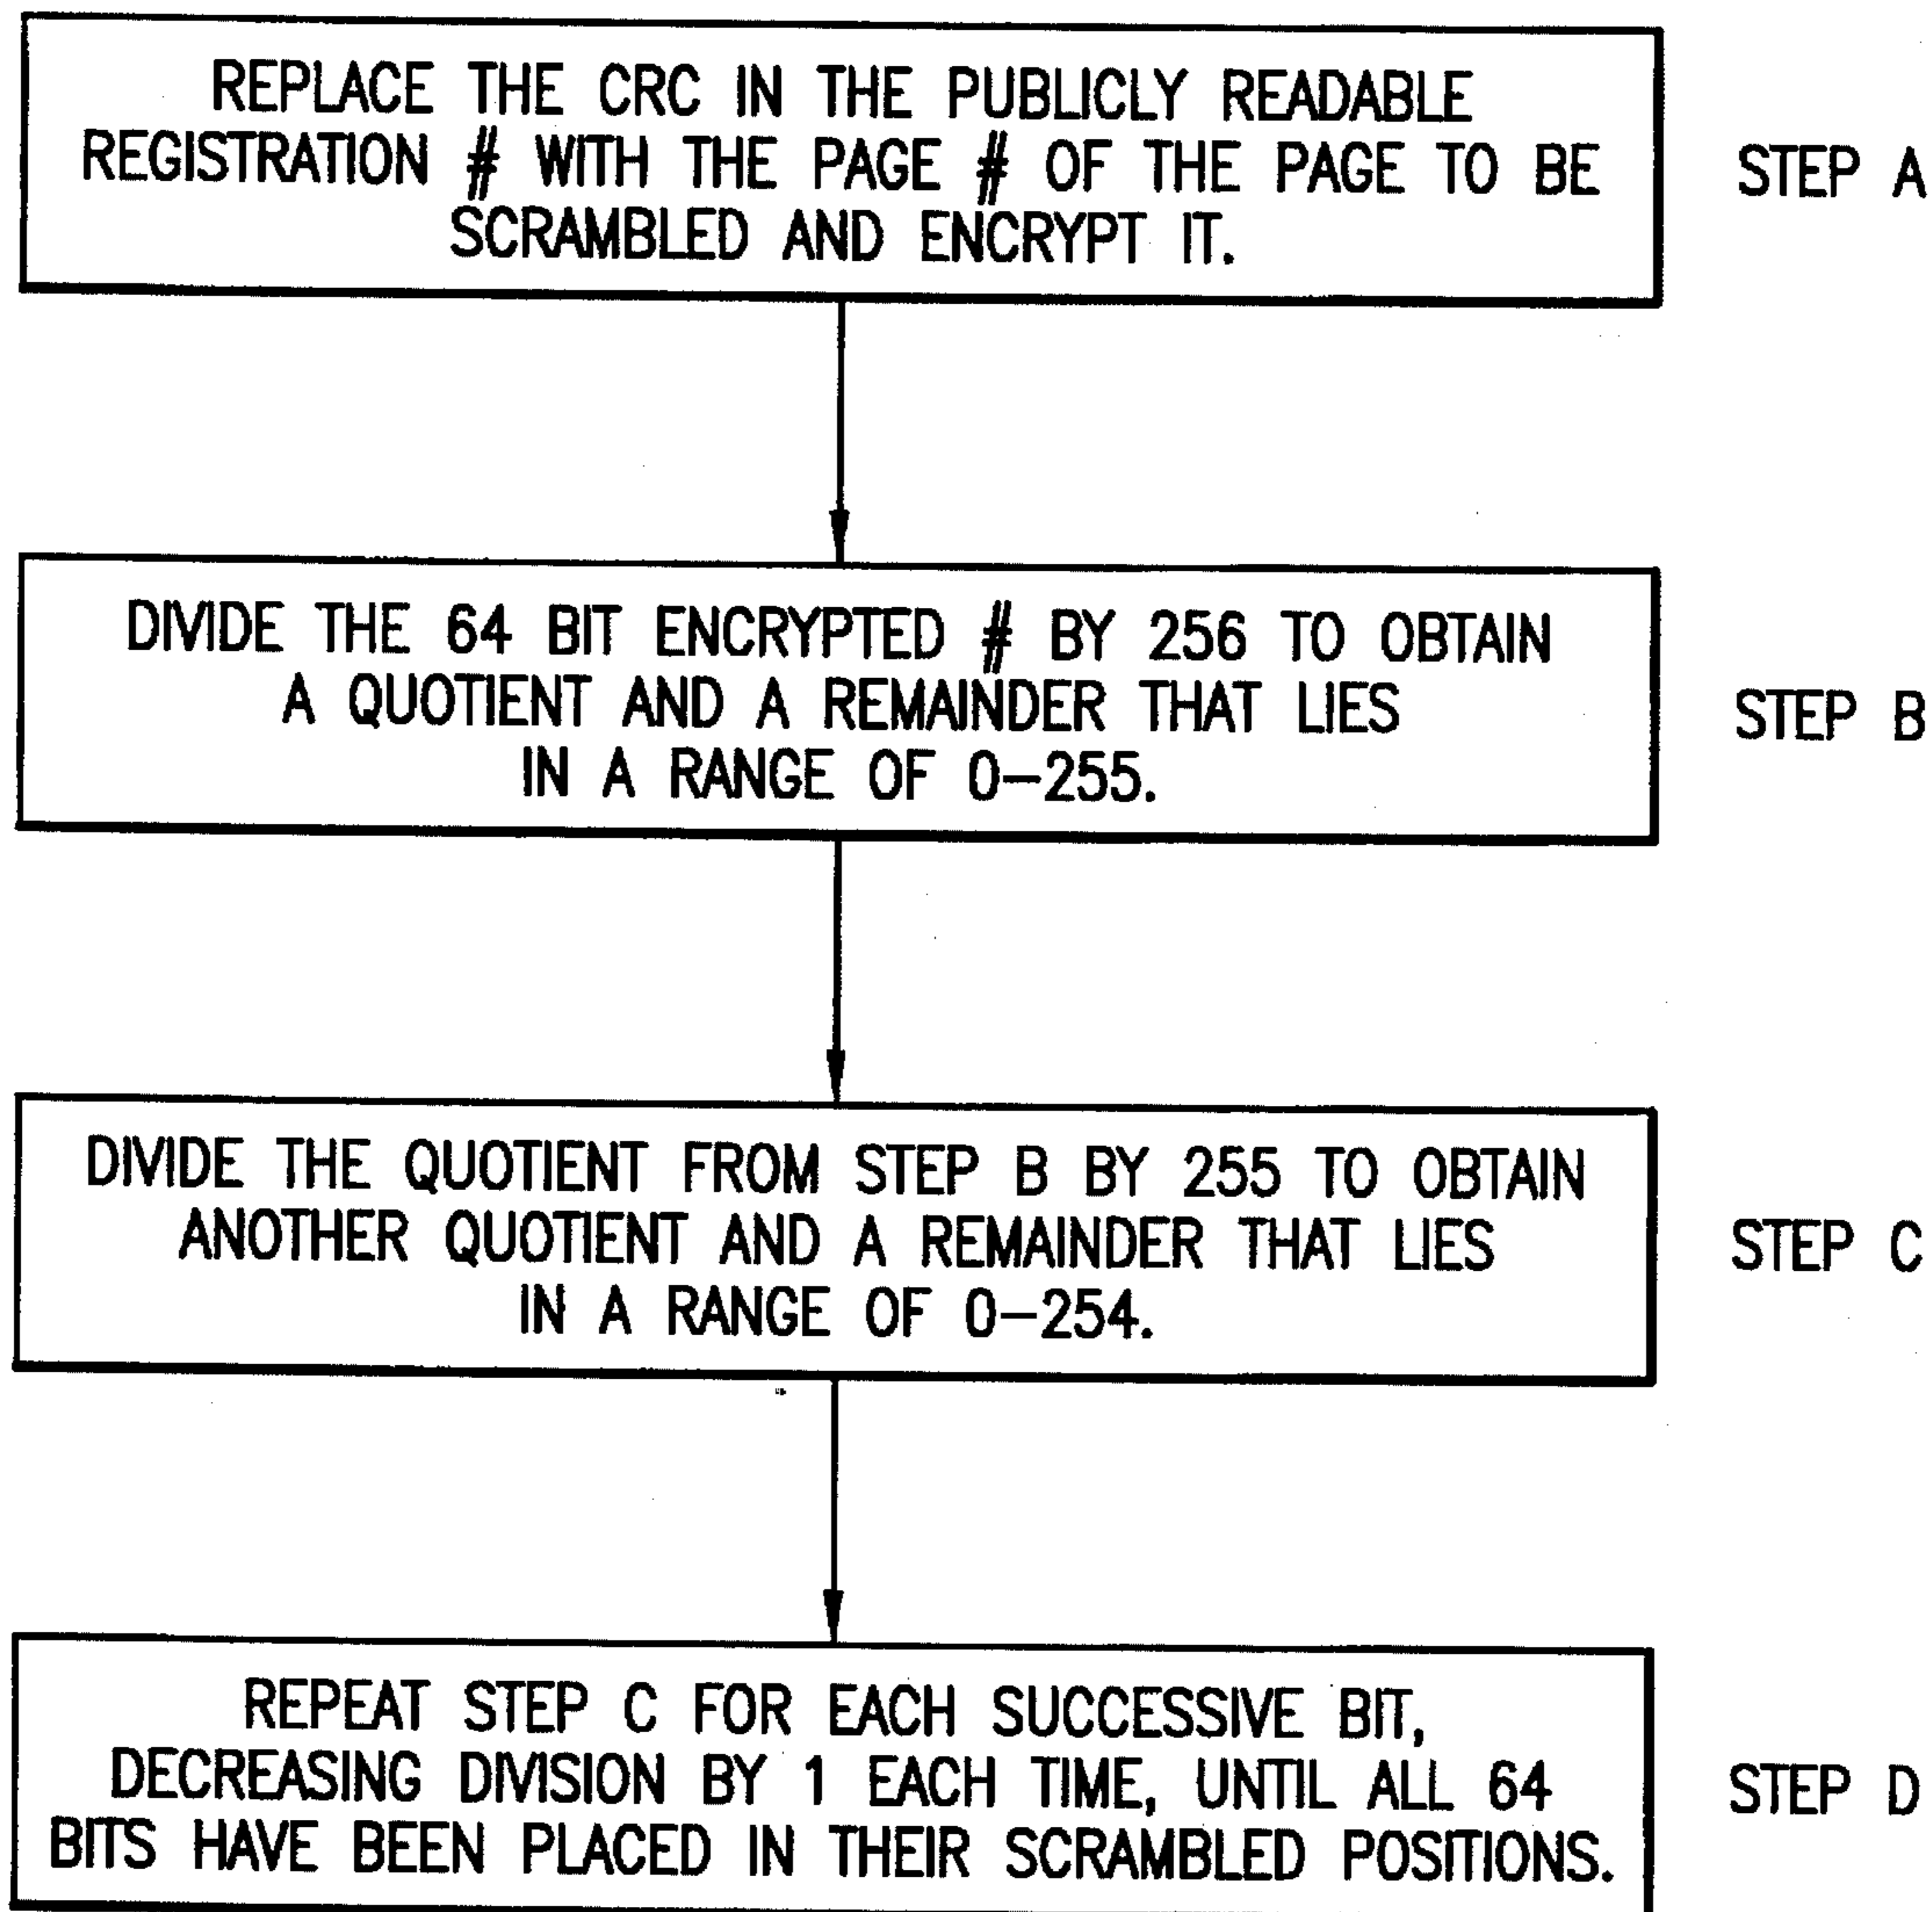 REPLACE THE CRC IN THE PUBLICLY READABLE
REGISTRATION # WITH THE PAGE # OF THE PAGE TO BE
SCRAMBLED AND ENCRYPT IT.
STEP A
DIVIDE THE 64 BIT ENCRYPTED # BY 256 TO OBTAIN
A QUOTIENT AND A REMAINDER THAT LIES
IN A RANGE OF 0-255.
STEP B
DIVIDE THE QUOTIENT FROM STEP B BY 255 TO OBTAIN
ANOTHER QUOTIENT AND A REMAINDER THAT LIES
IN A RANGE OF 0-254.
STEP C
REPEAT STEP C FOR EACH SUCCESSIVE BIT,
DECREASING DIVISION BY 1 EACH TIME, UNTIL ALL 64
BITS HAVE BEEN PLACED IN THEIR SCRAMBLED POSITIONS.
STEP D